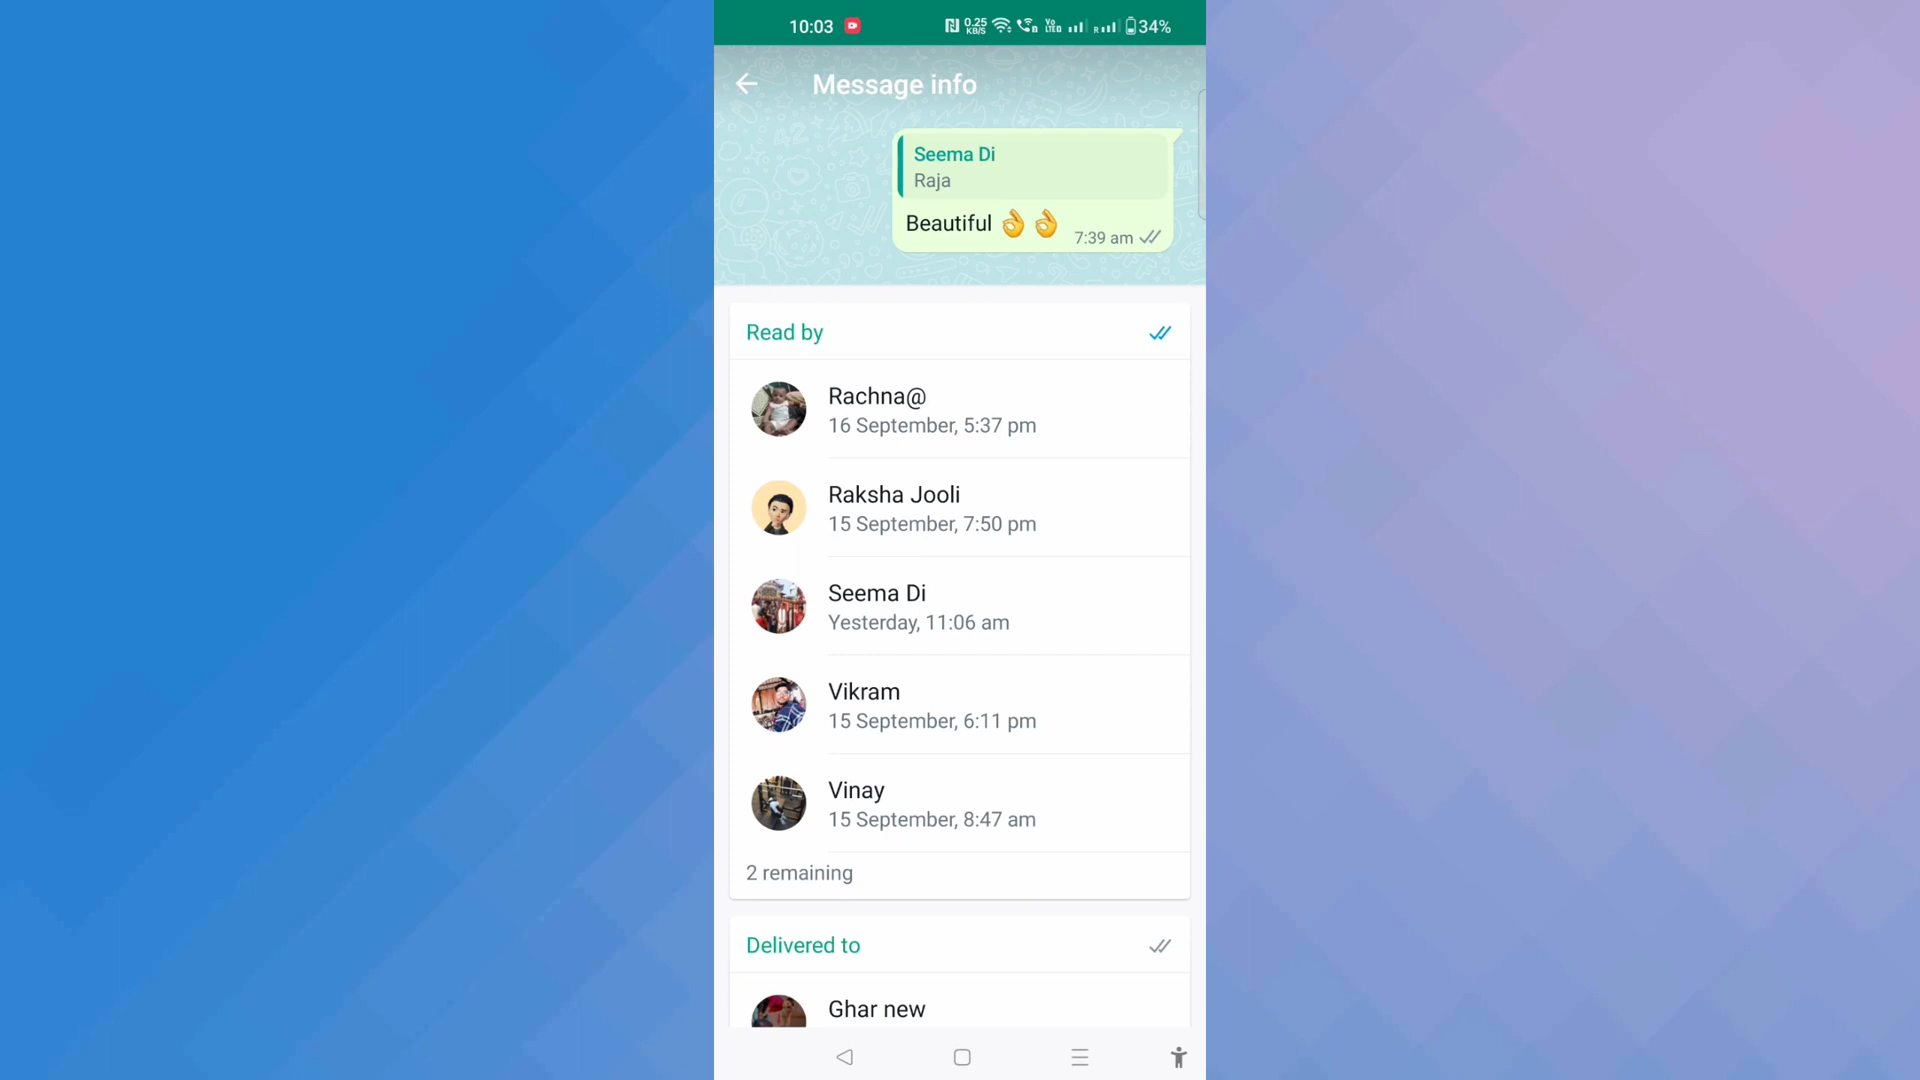 10:03 0.25 KB/S Vo LTE R 34%
Message info
Seema Di
Raja
Beautiful 👌👌 7:39 am
Read by
Rachna@
16 September, 5:37 pm
Raksha Jooli
15 September, 7:50 pm
Seema Di
Yesterday, 11:06 am
Vikram
15 September, 6:11 pm
Vinay
15 September, 8:47 am
2 remaining
Delivered to
Ghar new